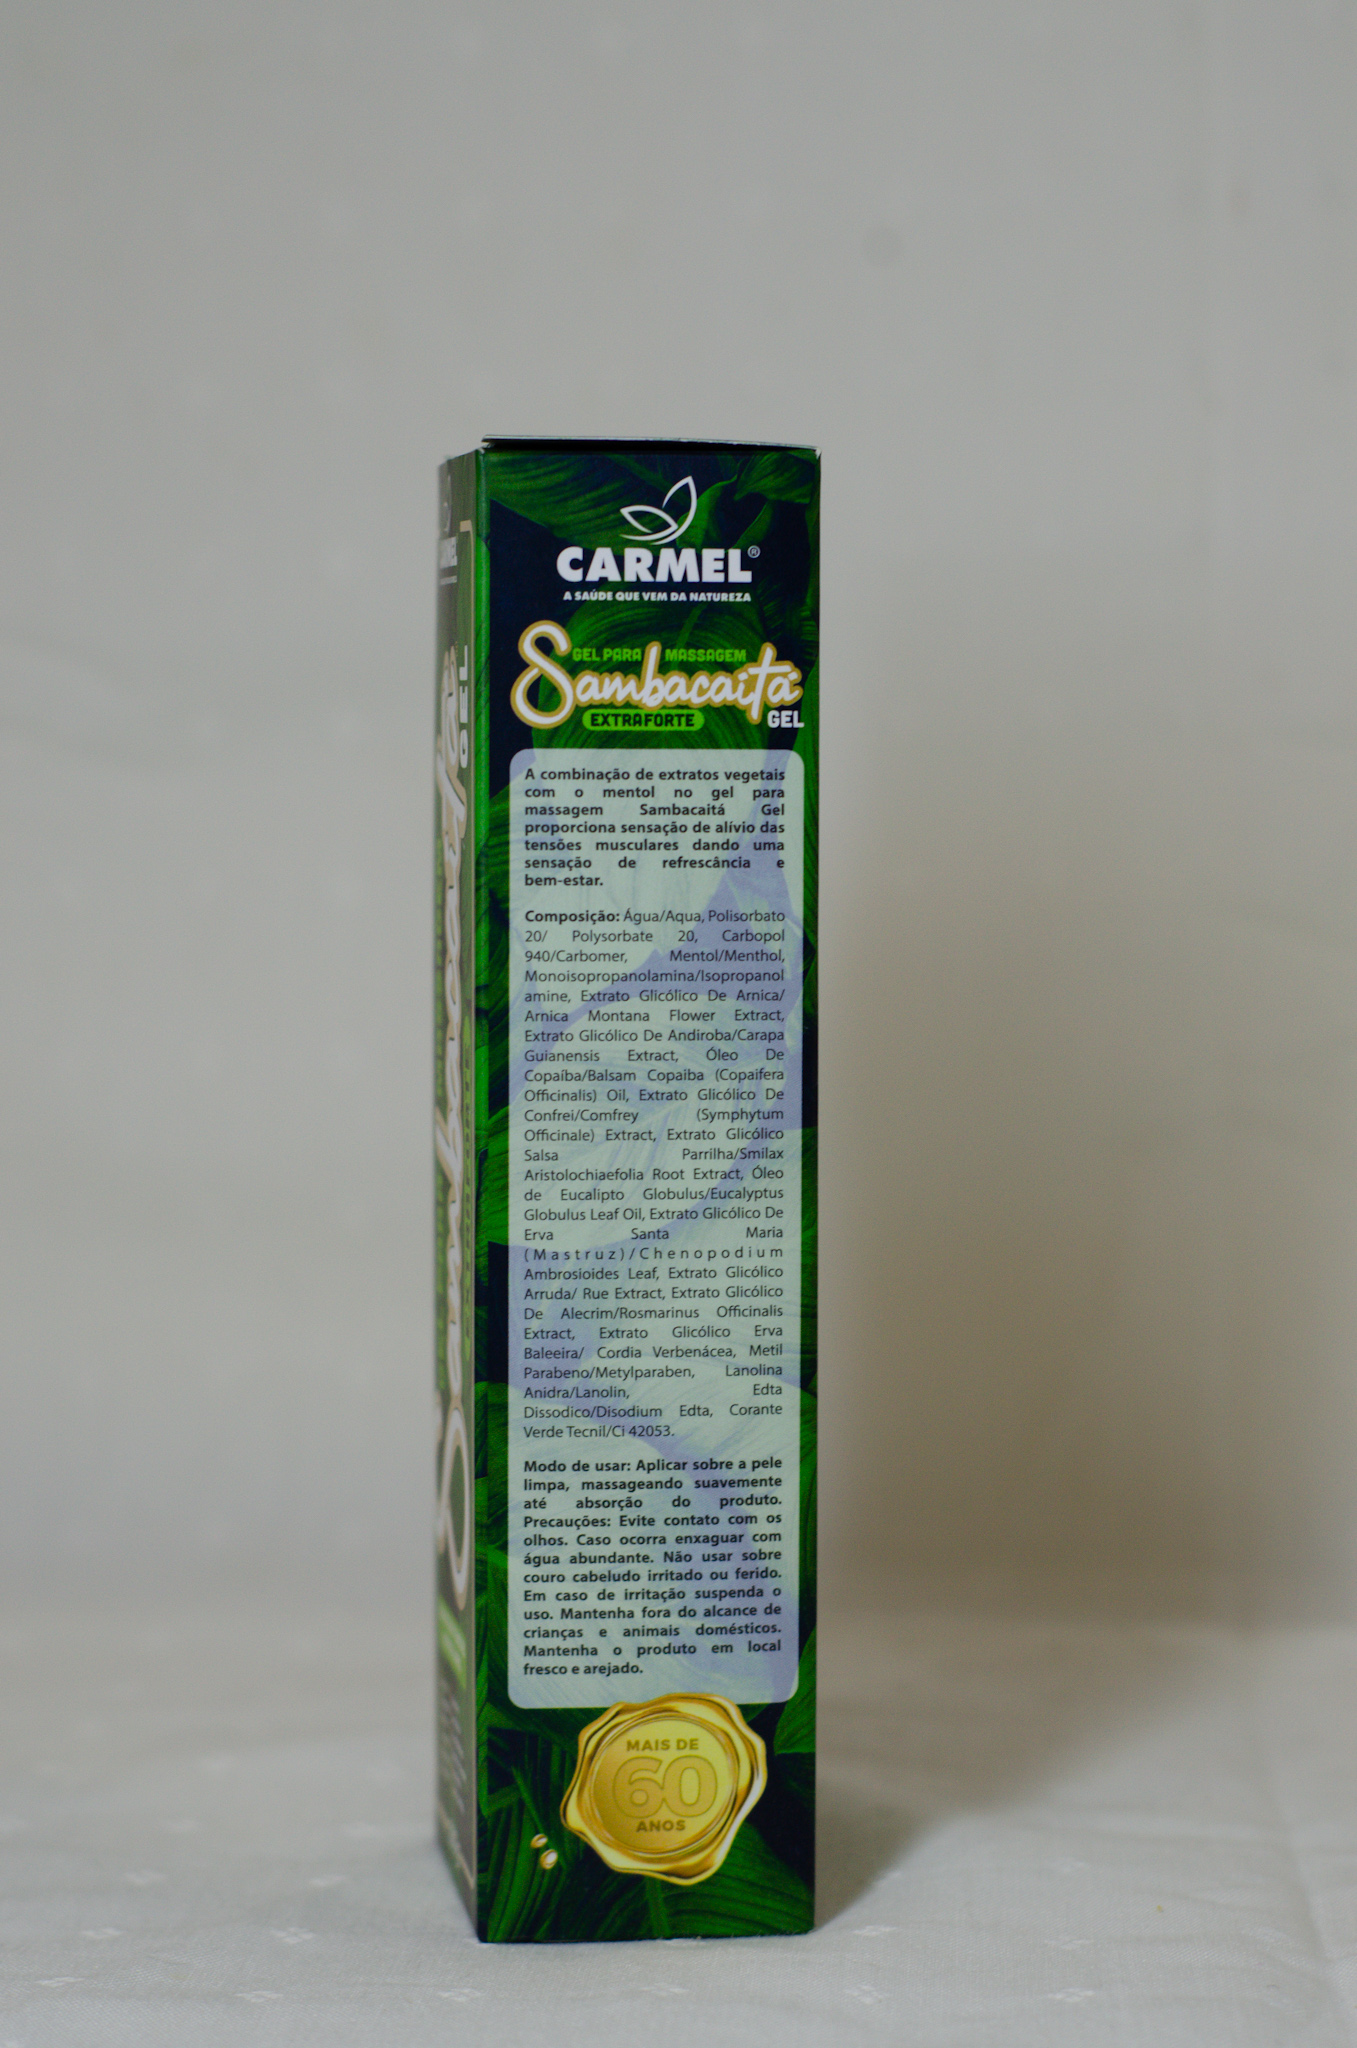 CARMEL®
A SAÚDE QUE VEM DA NATUREZA
GEL PARA MASSAGEM
Sambacaitá
EXTRAFORTE
GEL
A combinação de extratos vegetais
com o mentol no gel para
massagem Sambacaitá Gel
proporciona sensação de alívio das
tensões musculares dando uma
sensação de refrescância e
bem-estar.
Composição: Água/Aqua, Polisorbato
20/ Polysorbate 20, Carbopol
940/Carbomer, Mentol/Menthol,
Monoisopropanolamina/Isopropanol
amine, Extrato Glicólico De Arnica/
Arnica Montana Flower Extract,
Extrato Glicólico De Andiroba/Carapa
Guianensis Extract, Óleo De
Copaíba/Balsam Copaiba (Copaifera
Officinalis) Oil, Extrato Glicólico De
Confrei/Comfrey (Symphytum
Officinale) Extract, Extrato Glicólico
Salsa Parrilha/Smilax
Aristolochiaefolia Root Extract, Óleo
de Eucalipto Globulus/Eucalyptus
Globulus Leaf Oil, Extrato Glicólico De
Erva Santa Maria
(Mastruz)/Chenopodium
Ambrosioides Leaf, Extrato Glicólico
Arruda/ Rue Extract, Extrato Glicólico
De Alecrim/Rosmarinus Officinalis
Extract, Extrato Glicólico Erva
Baleeira/ Cordia Verbenácea, Metil
Parabeno/Metylparaben, Lanolina
Anidra/Lanolin, Edta
Dissodico/Disodium Edta, Corante
Verde Tecnil/Ci 42053.
Modo de usar: Aplicar sobre a pele
limpa, massageando suavemente
até absorção do produto.
Precauções: Evite contato com os
olhos. Caso ocorra enxaguar com
água abundante. Não usar sobre
couro cabeludo irritado ou ferido.
Em caso de irritação suspenda o
uso. Mantenha fora do alcance de
crianças e animais domésticos.
Mantenha o produto em local
fresco e arejado.
MAIS DE
60
ANOS
GEL
Sambacaitá